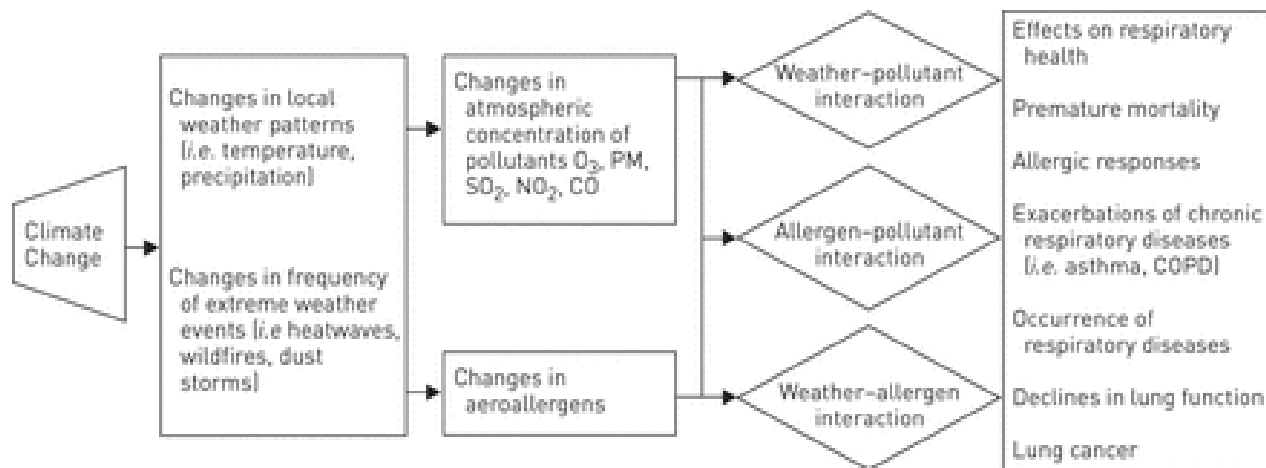 Climate
Change
Changes in local
weather patterns
(i.e. temperature,
precipitation)
Changes in frequency
of extreme weather
events (i.e heatwaves,
wildfires, dust
storms)
Changes in
atmospheric
concentration of
pollutants O3, PM,
SO2, NO2, CO
Changes in
aeroallergens
Weather–pollutant
interaction
Allergen–pollutant
interaction
Weather–allergen
interaction
Effects on respiratory
health
Premature mortality
Allergic responses
Exacerbations of chronic
respiratory diseases
(i.e. asthma, COPD)
Occurrence of
respiratory diseases
Declines in lung function
Lung cancer